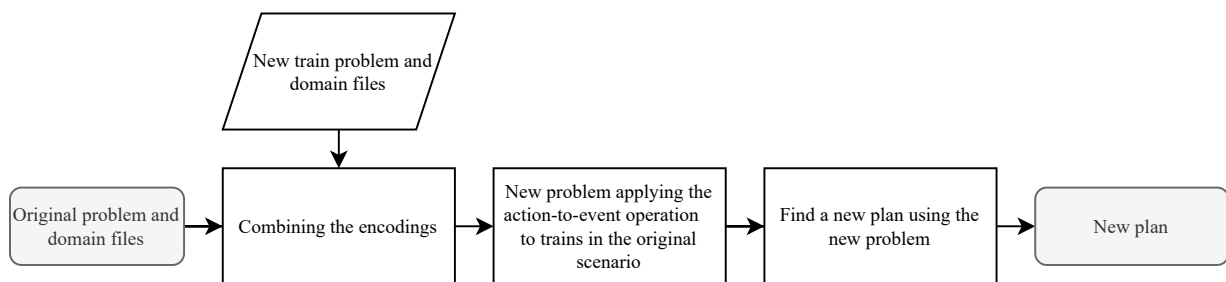 New train problem and
domain files
Original problem and
domain files
Combining the encodings
New problem applying the
action-to-event operation
to trains in the original
scenario
Find a new plan using the
new problem
New plan